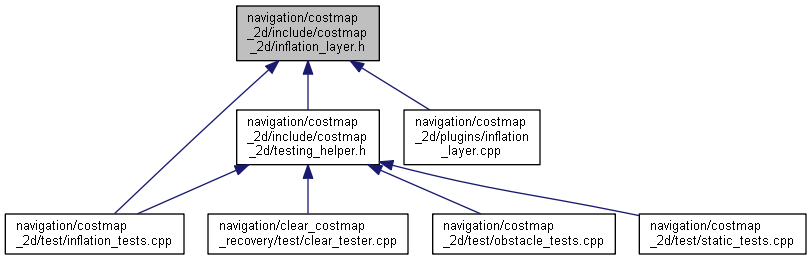 navigation/costmap
_2d/include/costmap
_2d/inflation_layer.h
navigation/costmap
_2d/include/costmap
_2d/testing_helper.h
navigation/costmap
_2d/plugins/inflation
_layer.cpp
navigation/costmap
_2d/test/inflation_tests.cpp
navigation/clear_costmap
_recovery/test/clear_tester.cpp
navigation/costmap
_2d/test/obstacle_tests.cpp
navigation/costmap
_2d/test/static_tests.cpp